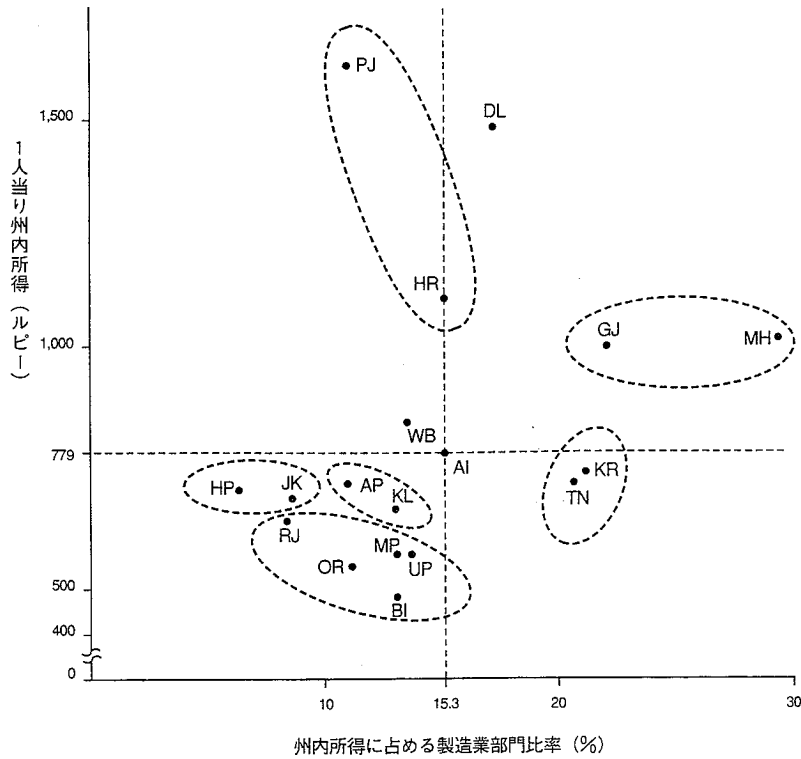 PJ
DL
1,500
1人当り州内所得（ルピー）
HR
GJ
MH
1,000
WB
779
AI
KR
HP
JK
AP
KL
TN
RJ
MP
OR
UP
500
BI
400
0
10
15.3
20
30
州内所得に占める製造業部門比率（%）